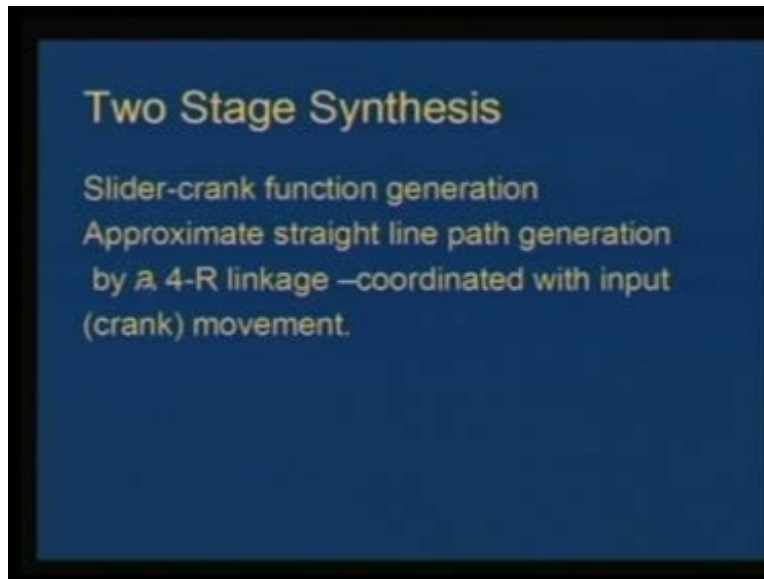 Two Stage Synthesis
Slider-crank function generation
Approximate straight line path generation
by a 4-R linkage –coordinated with input
(crank) movement.